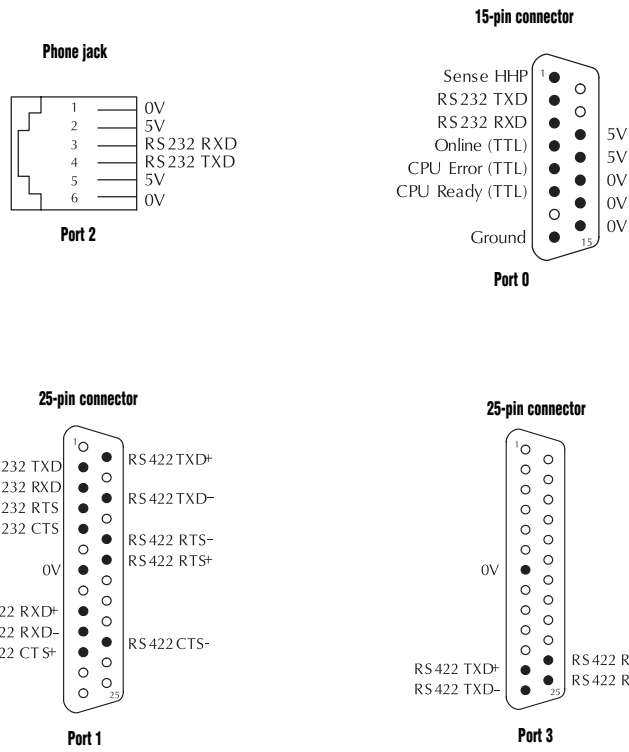 15-pin connector
Phone jack
1 0V
2 5V
3 RS232 RXD
4 RS232 TXD
5 5V
6 0V
Port 2
1
Sense HHP
RS232 TXD
RS232 RXD
Online (TTL)
CPU Error (TTL)
CPU Ready (TTL)
Ground
5V
5V
0V
0V
0V
15
Port 0
25-pin connector
1
232 TXD
232 RXD
232 RTS
232 CTS
0V
22 RXD+
22 RXD–
22 CTS+
RS422 TXD+
RS422 TXD–
RS422 RTS–
RS422 RTS+
RS422 CTS-
25
Port 1
25-pin connector
1
0V
RS422 TXD+
RS422 TXD–
RS422 R
RS422 R
25
Port 3